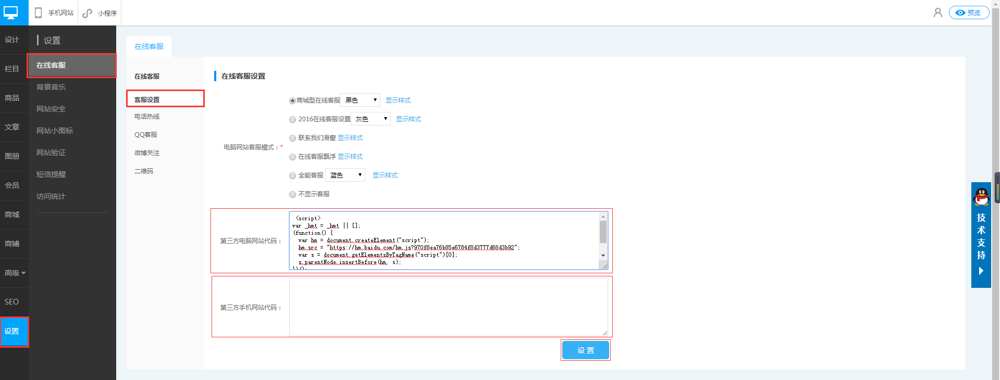 手机网站
小程序
预览
设计
栏目
商品
文章
图册
会员
商城
商铺
高级
SEO
设置
设置
在线客服
背景音乐
网站安全
网站小图标
网站验证
短信提醒
访问统计
在线客服
在线客服
客服设置
电话热线
QQ客服
微博关注
二维码
在线客服设置
电脑网站客服模式：*
商城型在线客服 黑色 显示样式
2016在线客服设置 灰色 显示样式
联系我们滑窗 显示样式
在线客服飘浮 显示样式
全能客服 蓝色 显示样式
不显示客服
第三方电脑网站代码：
<script>
var _hmt = _hmt || [];
(function() {
var hm = document.createElement("script");
hm.src = "https://hm.baidu.com/hm.js?970f8ea76b85e6784f8d3777d68d3b92";
var s = document.getElementsByTagName("script")[0];
s.parentNode.insertBefore(hm, s);
})();
第三方手机网站代码：
设 置
技术支持